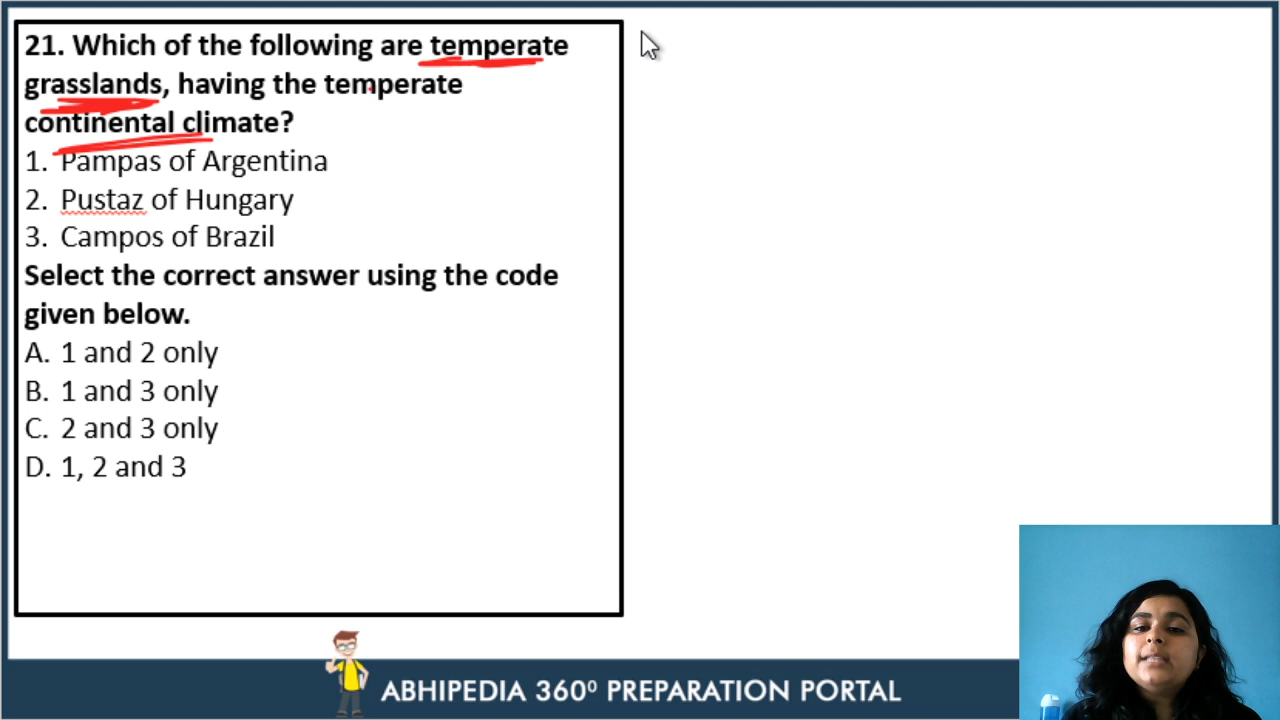 21. Which of the following are temperate
grasslands, having the temperate
continental climate?
1. Pampas of Argentina
2. Pustaz of Hungary
3. Campos of Brazil
Select the correct answer using the code
given below.
A. 1 and 2 only
B. 1 and 3 only
C. 2 and 3 only
D. 1, 2 and 3
ABHIPEDIA 360⁰ PREPARATION PORTAL